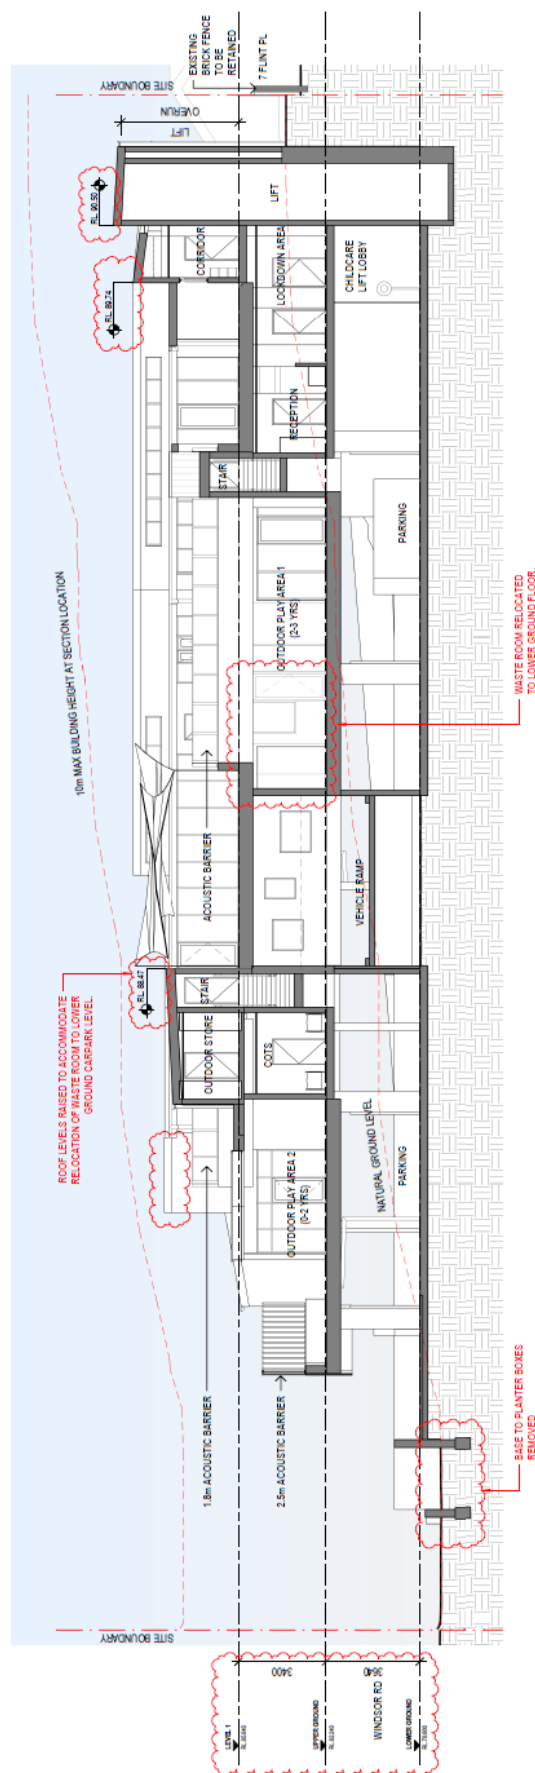 EXISTING
BRICK FENCE
TO BE
RETAINED
7 FLINT PL
SITE BOUNDARY
LIFT
OVERUN
RL 90.50
RL 89.74
LIFT
CORRIDOR
LOCKDOWN AREA
CHILDCARE
LIFT LOBBY
RECEPTION
STAIR
PARKING
10m MAX BUILDING HEIGHT AT SECTION LOCATION
OUTDOOR PLAY AREA 1
(2-3 YRS)
WASTE ROOM RELOCATED
TO LOWER GROUND FLOOR.
ACOUSTIC BARRIER
VEHICLE RAMP
ROOF LEVELS RAISED TO ACCOMMODATE
RELOCATION OF WASTE ROOM TO LOWER
GROUND CARPARK LEVEL.
RL 88.47
STAIR
OUTDOOR STORE
COTS
OUTDOOR PLAY AREA 2
(0-2 YRS)
NATURAL GROUND LEVEL
PARKING
1.8m ACOUSTIC BARRIER
2.5m ACOUSTIC BARRIER
BASE TO PLANTER BOXES
REMOVED
SITE BOUNDARY
3400
3640
WINDSOR RD
LEVEL 1
UPPER GROUND
LOWER GROUND